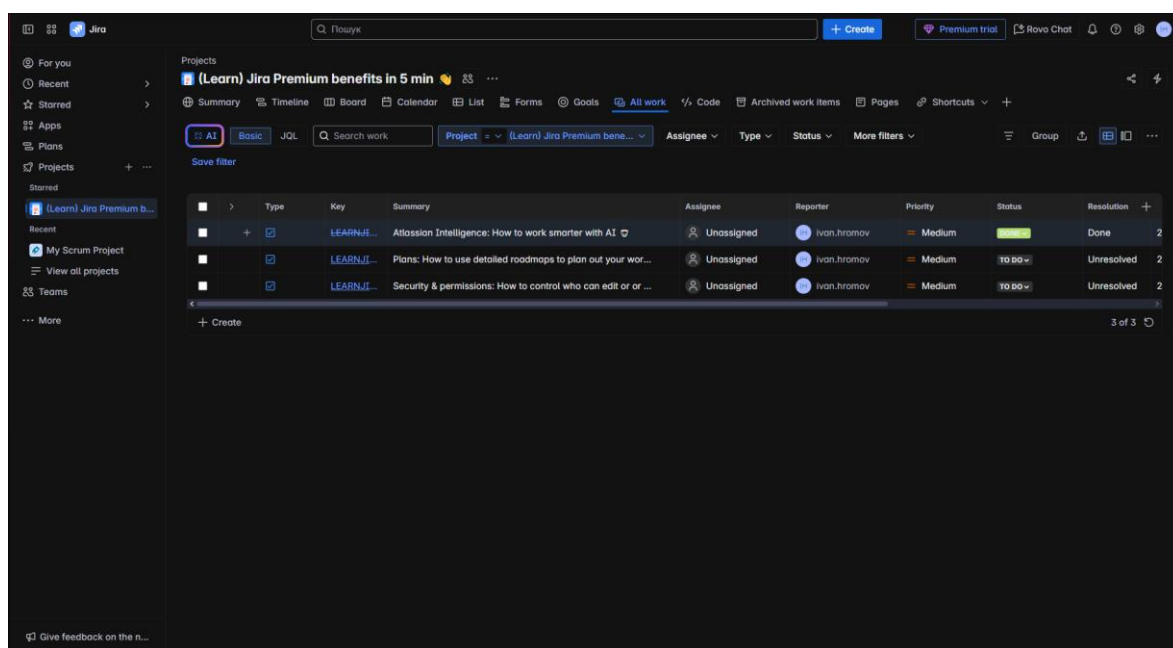 Jira
Пошук
+ Create
Premium trial
Rovo Chat
For you
Recent
Starred
Apps
Plans
Projects
Starred
(Learn) Jira Premium b...
Recent
My Scrum Project
View all projects
Teams
More
Give feedback on the n...
Projects
(Learn) Jira Premium benefits in 5 min 👋
Summary Timeline Board Calendar List Forms Goals All work Code Archived work items Pages Shortcuts
AI Basic JQL Search work Project = (Learn) Jira Premium bene... Assignee Type Status More filters Group
Save filter
Type Key Summary Assignee Reporter Priority Status Resolution
LEARNJI... Atlassian Intelligence: How to work smarter with AI Unassigned IH ivan.hromov Medium DONE Done 2
LEARNJI... Plans: How to use detailed roadmaps to plan out your wor... Unassigned IH ivan.hromov Medium TO DO Unresolved 2
LEARNJI... Security & permissions: How to control who can edit or or ... Unassigned IH ivan.hromov Medium TO DO Unresolved 2
+ Create 3 of 3